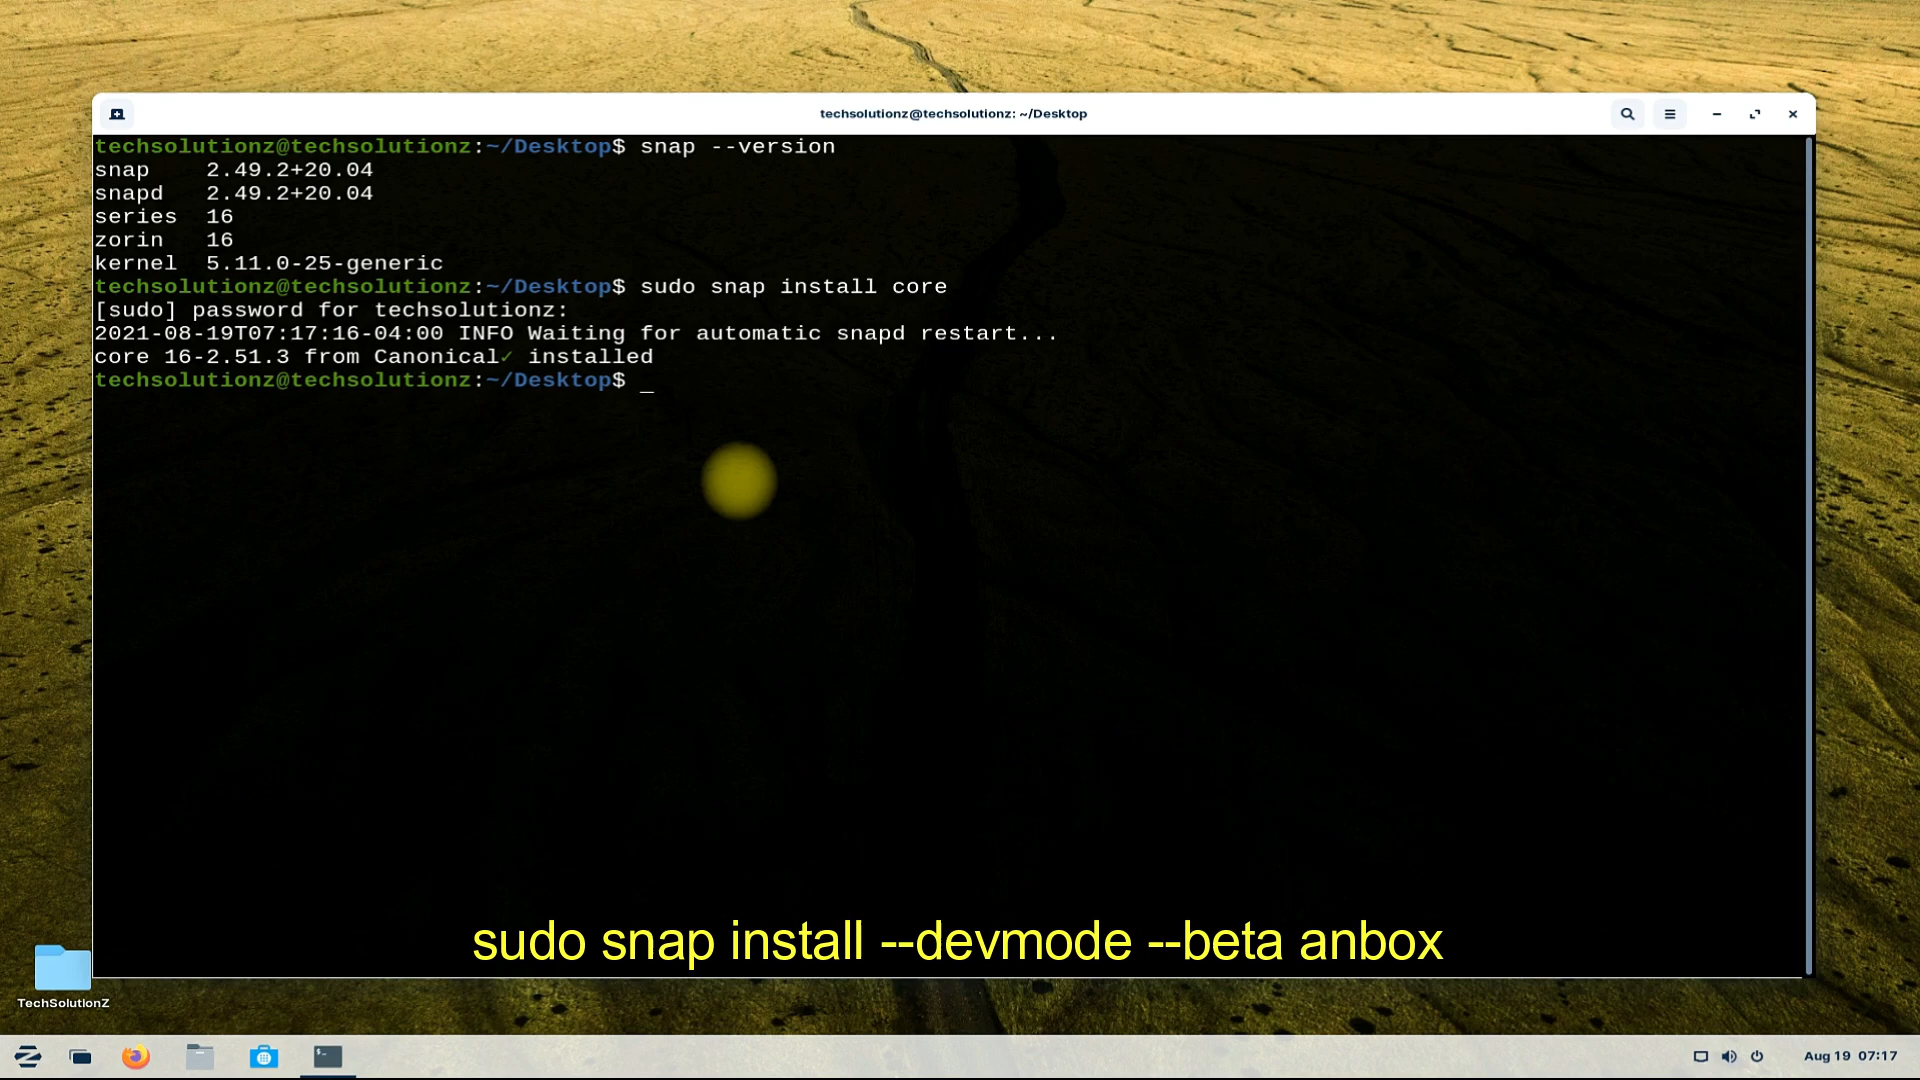 techsolutionz@techsolutionz: ~/Desktop
techsolutionz@techsolutionz:~/Desktop$ snap --version
snap    2.49.2+20.04
snapd   2.49.2+20.04
series  16
zorin   16
kernel  5.11.0-25-generic
techsolutionz@techsolutionz:~/Desktop$ sudo snap install core
[sudo] password for techsolutionz:
2021-08-19T07:17:16-04:00 INFO Waiting for automatic snapd restart...
core 16-2.51.3 from Canonical✓ installed
techsolutionz@techsolutionz:~/Desktop$ _
sudo snap install --devmode --beta anbox
TechSolutionZ
Aug 19 07:17